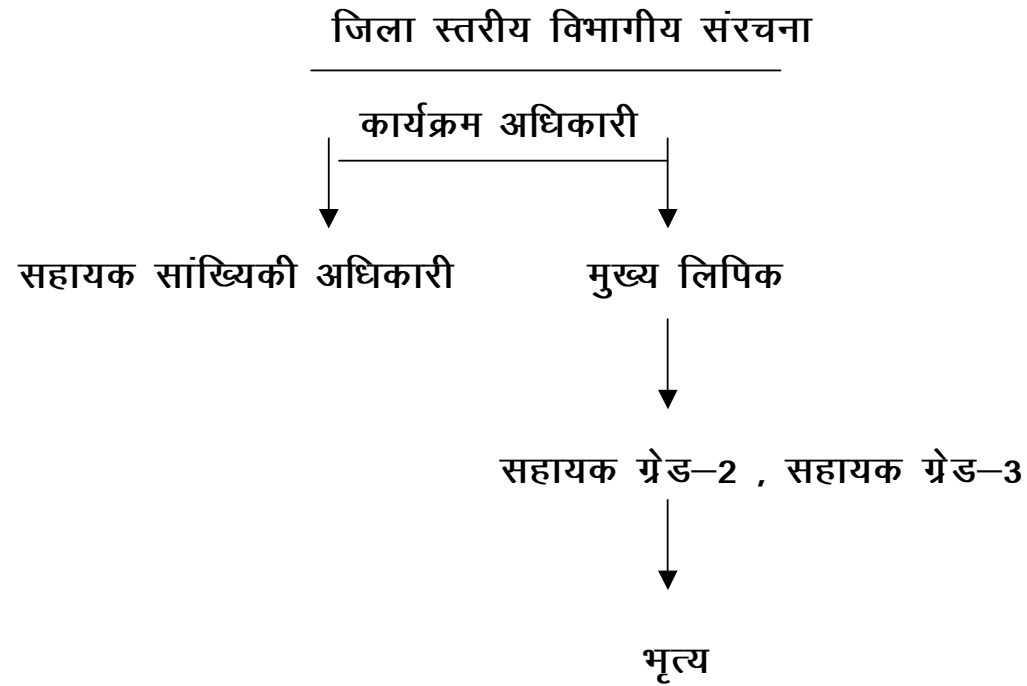 जिला स्तरीय विभागीय संरचना
कार्यक्रम अधिकारी
सहायक सांख्यिकी अधिकारी मुख्य लिपिक
सहायक ग्रेड–2 , सहायक ग्रेड–3
भृत्य